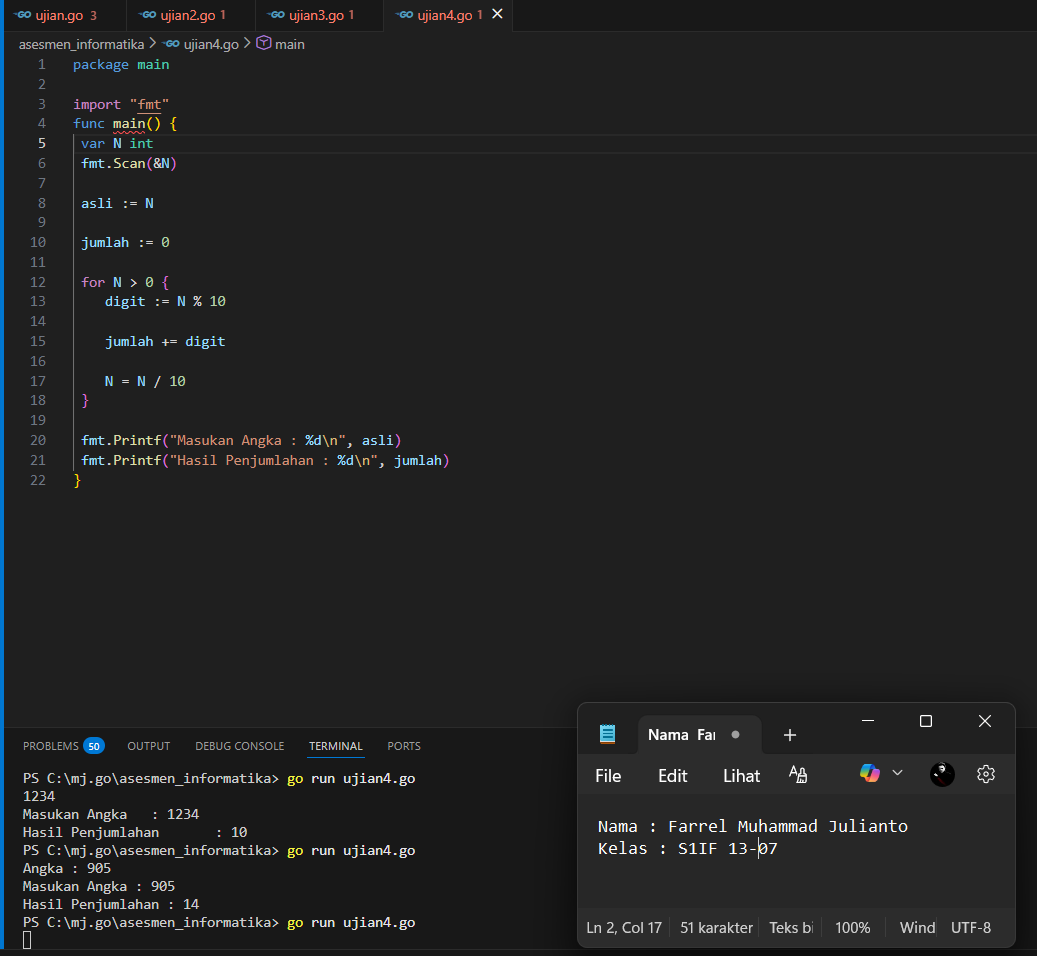 ujian.go 3 ujian2.go 1 ujian3.go 1 ujian4.go 1
asesmen_informatika > ujian4.go > main
1 package main
2
3 import "fmt"
4 func main() {
5 var N int
6 fmt.Scan(&N)
7
8 asli := N
9
10 jumlah := 0
11
12 for N > 0 {
13 digit := N % 10
14
15 jumlah += digit
16
17 N = N / 10
18 }
19
20 fmt.Printf("Masukan Angka : %d\n", asli)
21 fmt.Printf("Hasil Penjumlahan : %d\n", jumlah)
22 }
PROBLEMS 50 OUTPUT DEBUG CONSOLE TERMINAL PORTS
PS C:\mj.go\asesmen_informatika> go run ujian4.go
1234
Masukan Angka : 1234
Hasil Penjumlahan : 10
PS C:\mj.go\asesmen_informatika> go run ujian4.go
Angka : 905
Masukan Angka : 905
Hasil Penjumlahan : 14
PS C:\mj.go\asesmen_informatika> go run ujian4.go
Nama Far
File Edit Lihat
Nama : Farrel Muhammad Julianto
Kelas : S1IF 13-07
Ln 2, Col 17 51 karakter Teks bi 100% Wind UTF-8